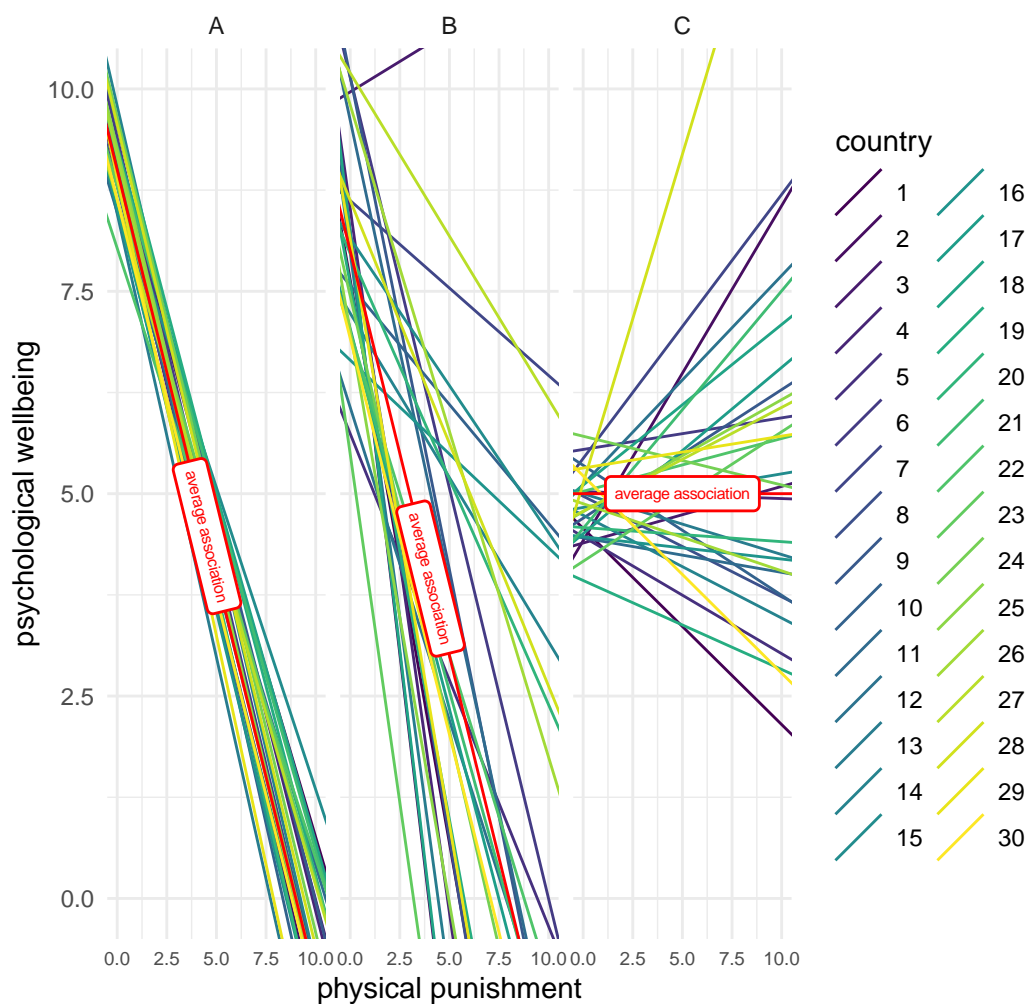 A B C
10.0
7.5
5.0
2.5
0.0
psychological wellbeing
average association
average association
average association
0.0 2.5 5.0 7.5 10.0 0.0 2.5 5.0 7.5 10.0 0.0 2.5 5.0 7.5 10.0
physical punishment
country
1 16
2 17
3 18
4 19
5 20
6 21
7 22
8 23
9 24
10 25
11 26
12 27
13 28
14 29
15 30